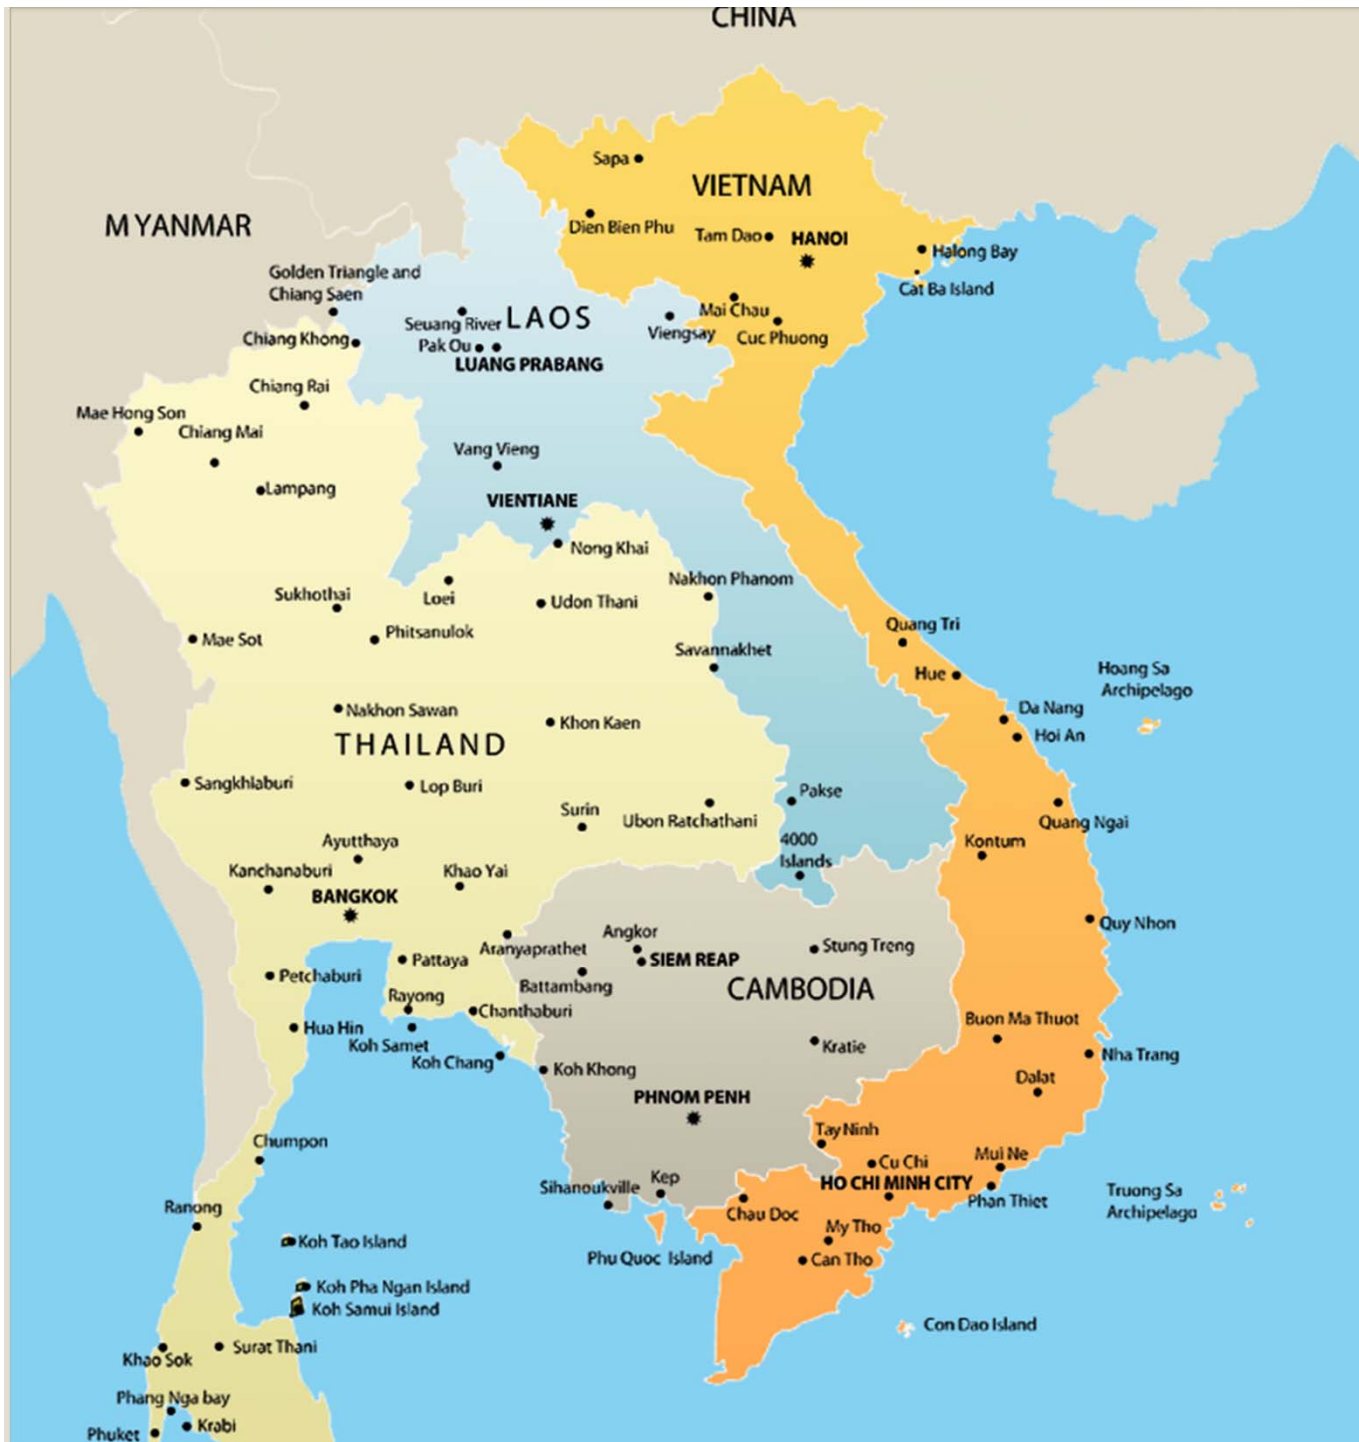 CHINA
Sapa
VIETNAM
MYANMAR
Dien Bien Phu
Tam Dao
HANOI
Halong Bay
Golden Triangle and
Chiang Saen
Cat Ba Island
Mai Chau
Seuang River
LAOS
Viengsay
Cuc Phuong
Chiang Khong
Pak Ou
LUANG PRABANG
Chiang Rai
Mae Hong Son
Chiang Mai
Vang Vieng
Lampang
VIENTIANE
Nong Khai
Nakhon Phanom
Sukhothai
Loei
Udon Thani
Quang Tri
Phitsanulok
Mae Sot
Savannakhet
Hoang Sa
Archipelago
Hue
Da Nang
Nakhon Sawan
Khon Kaen
Hoi An
THAILAND
Sangkhlaburi
Lop Buri
Pakse
Surin
Ubon Ratchathani
Quang Ngai
Ayutthaya
4000
Islands
Kontum
Kanchanaburi
Khao Yai
BANGKOK
Quy Nhon
Angkor
Aranyaprathet
Stung Treng
Pattaya
SIEM REAP
Petchaburi
Battambang
CAMBODIA
Rayong
Chanthaburi
Hua Hin
Buon Ma Thuot
Koh Samet
Kratie
Nha Trang
Koh Chang
Koh Khong
Dalat
PHNOM PENH
Tay Ninh
Chumpon
Mui Ne
Cu Chi
Kep
HO CHI MINH CITY
Sihanoukville
Truong Sa
Archipelago
Phan Thiet
Ranong
Chau Doc
My Tho
Koh Tao Island
Phu Quoc Island
Can Tho
Koh Pha Ngan Island
Koh Samui Island
Con Dao Island
Surat Thani
Khao Sok
Phang Nga bay
Krabi
Phuket